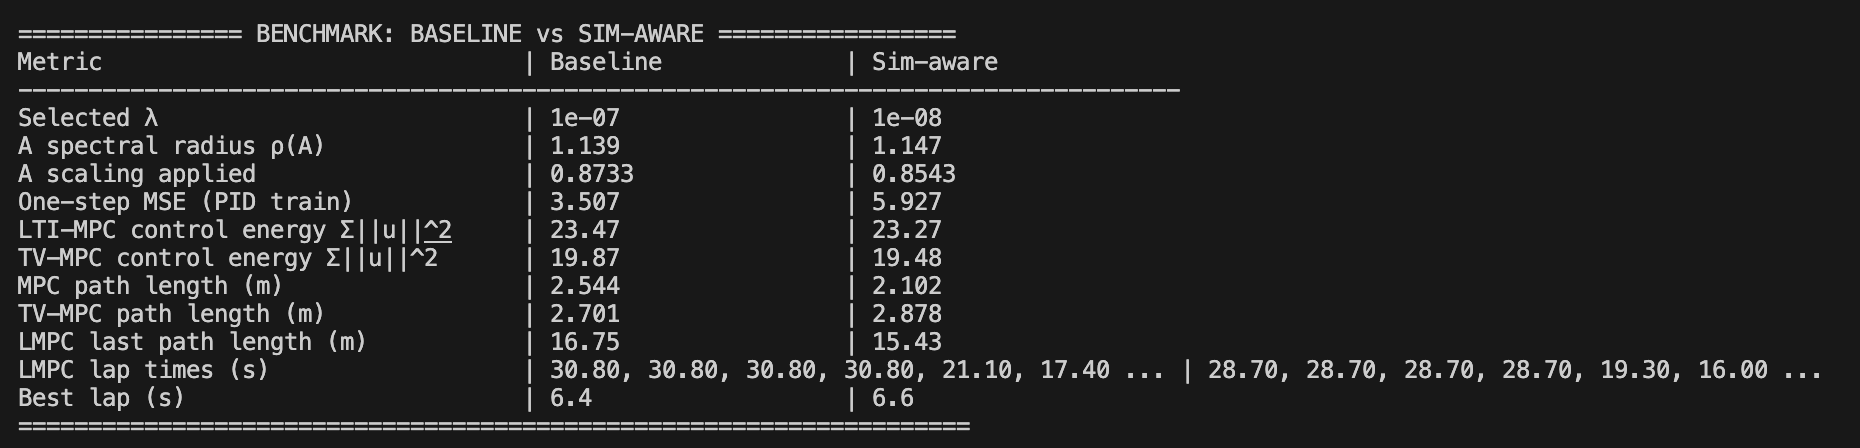 ================ BENCHMARK: BASELINE vs SIM-AWARE =================
Metric | Baseline | Sim-aware
-----------------------------------------------------------------------------------
Selected λ | 1e-07 | 1e-08
A spectral radius ρ(A) | 1.139 | 1.147
A scaling applied | 0.8733 | 0.8543
One-step MSE (PID train) | 3.507 | 5.927
LTI-MPC control energy Σ||u||^2 | 23.47 | 23.27
TV-MPC control energy Σ||u||^2 | 19.87 | 19.48
MPC path length (m) | 2.544 | 2.102
TV-MPC path length (m) | 2.701 | 2.878
LMPC last path length (m) | 16.75 | 15.43
LMPC lap times (s) | 30.80, 30.80, 30.80, 30.80, 21.10, 17.40 ... | 28.70, 28.70, 28.70, 28.70, 19.30, 16.00 ...
Best lap (s) | 6.4 | 6.6
====================================================================